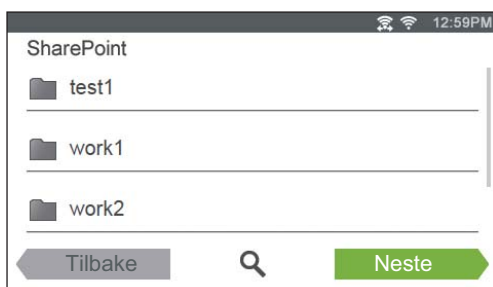 12:59PM
SharePoint
test1
work1
work2
Tilbake
Neste